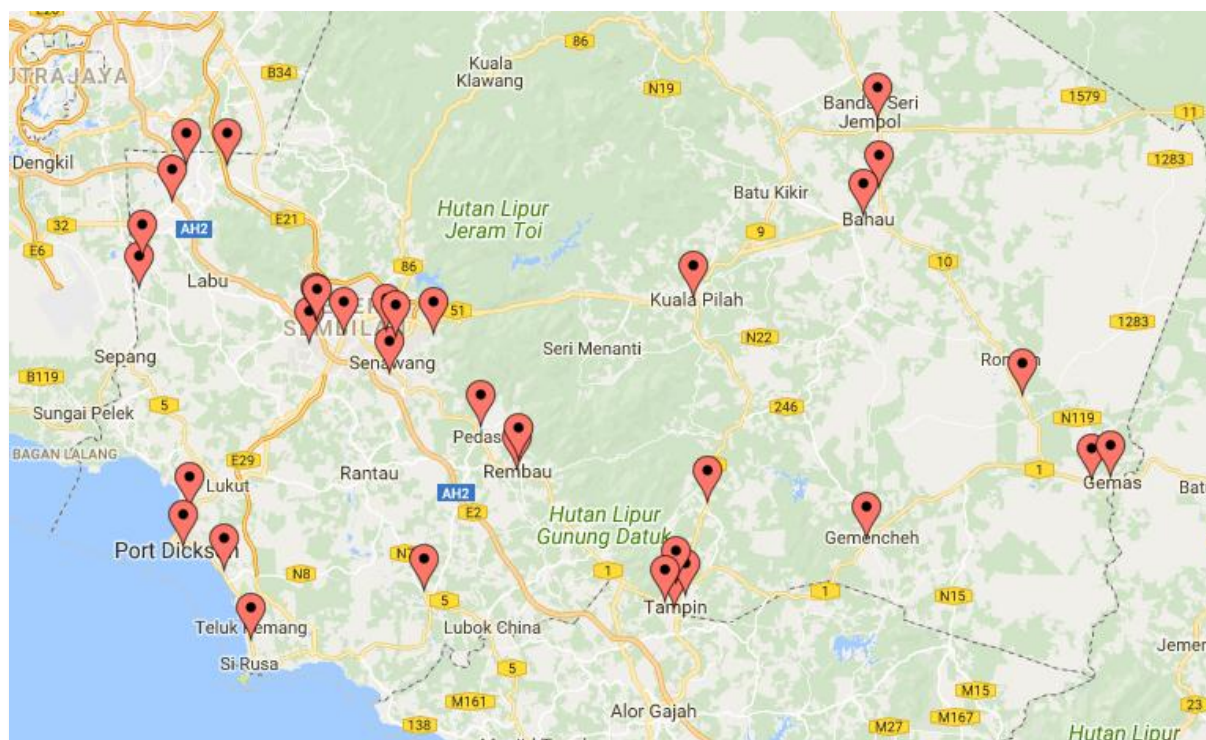 86
Kuala
Klawang
B34
N19
UTRAJAYA
1579
11
Bandar Seri
Jempol
Dengkil
1283
Batu Kikir
Hutan Lipur
Jeram Toi
32
AH2
E21
Bahau
9
E6
86
10
Labu
Kuala Pilah
51
SEMBILAN
1283
N22
Seri Menanti
Sepang
Senawang
B119
5
246
Sungai Pelek
N119
BAGAN LALANG
Pedas
E29
Rantau
Rembau
1
Lukut
AH2
Gemas
Bat
E2
Hutan Lipur
Gunung Datuk
Gemencheh
Port Dickson
N8
1
5
1
N15
Tampin
Teluk Kemang
Lubok China
Jeme
Si Rusa
5
M161
M15
Alor Gajah
M167
138
M27
23
Hutan Lipur